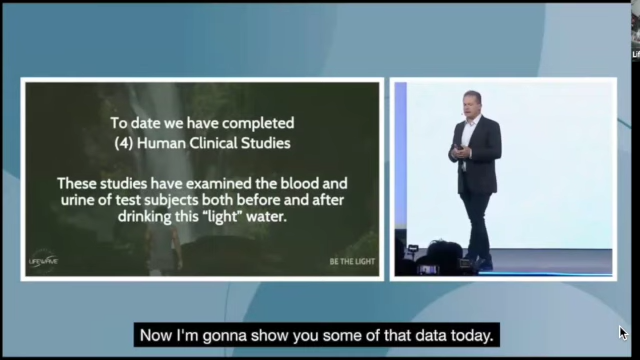 To date we have completed
(4) Human Clinical Studies
These studies have examined the blood and
urine of test subjects both before and after
drinking this “light” water.
LIFEWAVE
BE THE LIGHT
Now I'm gonna show you some of that data today.